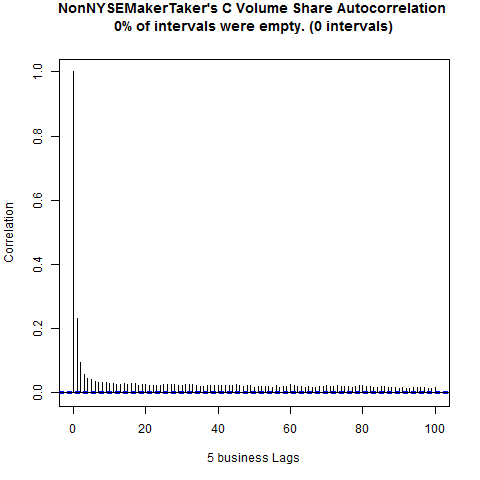 NonNYSEMakerTaker's C Volume Share Autocorrelation
0% of intervals were empty. (0 intervals)
1.0
0.8
0.6
0.4
0.2
0.0
Correlation
0 20 40 60 80 100
5 business Lags